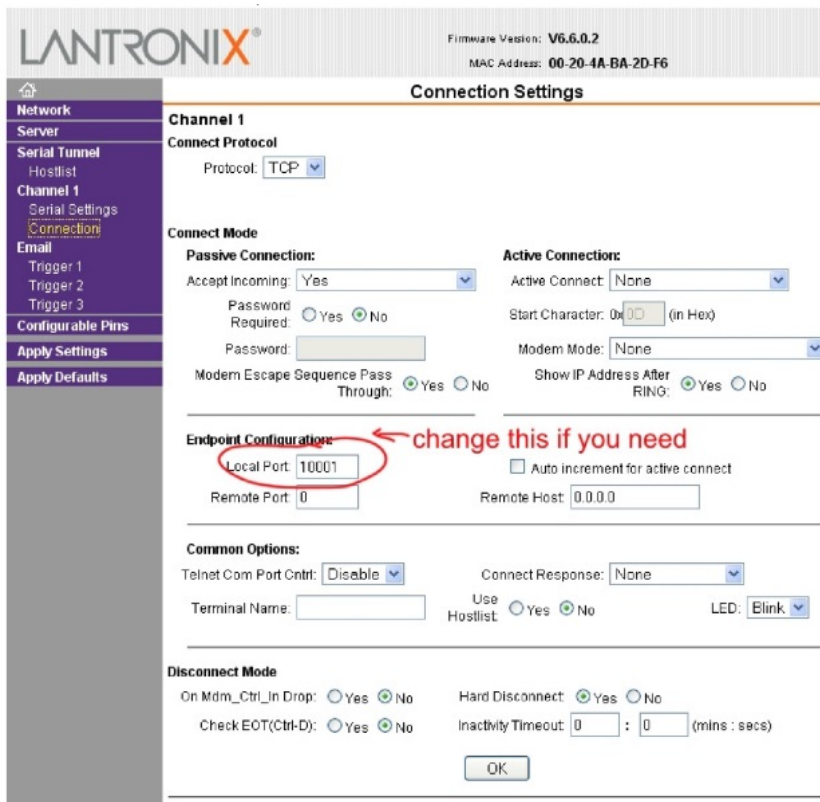 LANTRONIX®
Firmware Version: V6.6.0.2
MAC Address: 00-20-4A-BA-2D-F6
Network
Server
Serial Tunnel
Hostlist
Channel 1
Serial Settings
Connection
Email
Trigger 1
Trigger 2
Trigger 3
Configurable Pins
Apply Settings
Apply Defaults
Connection Settings
Channel 1
Connect Protocol
Protocol: TCP
Connect Mode
Passive Connection:
Accept Incoming: Yes
Password
Required: Yes No
Password:
Modem Escape Sequence Pass
Through: Yes No
Active Connection:
Active Connect: None
Start Character: 0x 0D (in Hex)
Modem Mode: None
Show IP Address After
RING: Yes No
Endpoint Configuration:
change this if you need
Local Port: 10001
Auto increment for active connect
Remote Port: 0
Remote Host: 0.0.0.0
Common Options:
Telnet Com Port Cntrl: Disable
Connect Response: None
Terminal Name:
Use
Hostlist: Yes No
LED: Blink
Disconnect Mode
On Mdm_Ctrl_In Drop: Yes No
Hard Disconnect: Yes No
Check EOT(Ctrl-D): Yes No
Inactivity Timeout: 0 : 0 (mins : secs)
OK